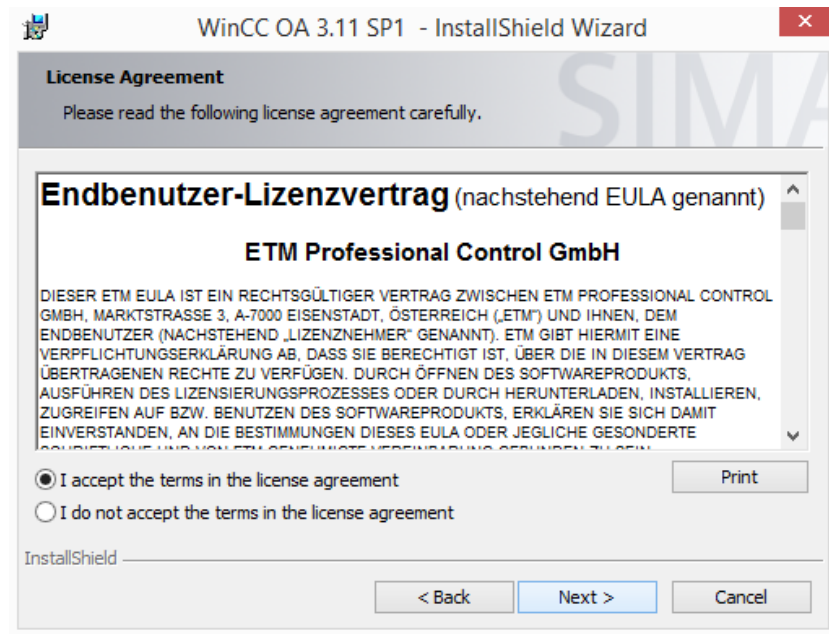 WinCC OA 3.11 SP1 - InstallShield Wizard
License Agreement
Please read the following license agreement carefully.
SIMA
Endbenutzer-Lizenzvertrag (nachstehend EULA genannt)
ETM Professional Control GmbH
DIESER ETM EULA IST EIN RECHTSGÜLTIGER VERTRAG ZWISCHEN ETM PROFESSIONAL CONTROL
GMBH, MARKTSTRASSE 3, A-7000 EISENSTADT, ÖSTERREICH („ETM“) UND IHNEN, DEM
ENDBENUTZER (NACHSTEHEND „LIZENZNEHMER“ GENANNT). ETM GIBT HIERMIT EINE
VERPFLICHTUNGSERKLÄRUNG AB, DASS SIE BERECHTIGT IST, ÜBER DIE IN DIESEM VERTRAG
ÜBERTRAGENEN RECHTE ZU VERFÜGEN. DURCH ÖFFNEN DES SOFTWAREPRODUKTS,
AUSFÜHREN DES LIZENSIERUNGSPROZESSES ODER DURCH HERUNTERLADEN, INSTALLIEREN,
ZUGREIFEN AUF BZW. BENUTZEN DES SOFTWAREPRODUKTS, ERKLÄREN SIE SICH DAMIT
EINVERSTANDEN, AN DIE BESTIMMUNGEN DIESES EULA ODER JEGLICHE GESONDERTE
I accept the terms in the license agreement
Print
I do not accept the terms in the license agreement
InstallShield
< Back
Next >
Cancel